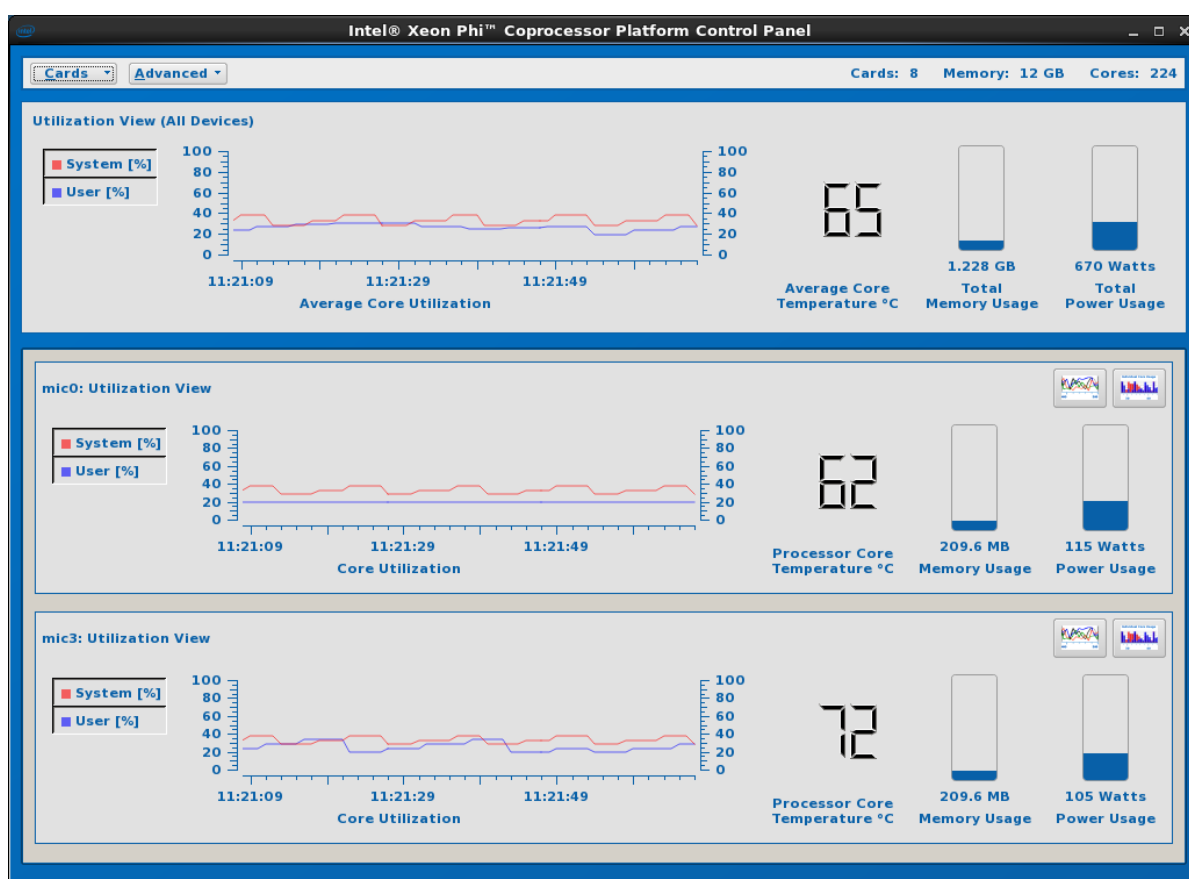 Intel® Xeon Phi™ Coprocessor Platform Control Panel
Cards Advanced Cards: 8 Memory: 12 GB Cores: 224
Utilization View (All Devices)
System [%]
User [%]
100
80
60
40
20
0
100
80
60
40
20
0
11:21:09 11:21:29 11:21:49
Average Core Utilization
65
Average Core
Temperature °C
1.228 GB
Total
Memory Usage
670 Watts
Total
Power Usage
mic0: Utilization View
System [%]
User [%]
100
80
60
40
20
0
100
80
60
40
20
0
11:21:09 11:21:29 11:21:49
Core Utilization
62
Processor Core
Temperature °C
209.6 MB
Memory Usage
115 Watts
Power Usage
mic3: Utilization View
System [%]
User [%]
100
80
60
40
20
0
100
80
60
40
20
0
11:21:09 11:21:29 11:21:49
Core Utilization
72
Processor Core
Temperature °C
209.6 MB
Memory Usage
105 Watts
Power Usage